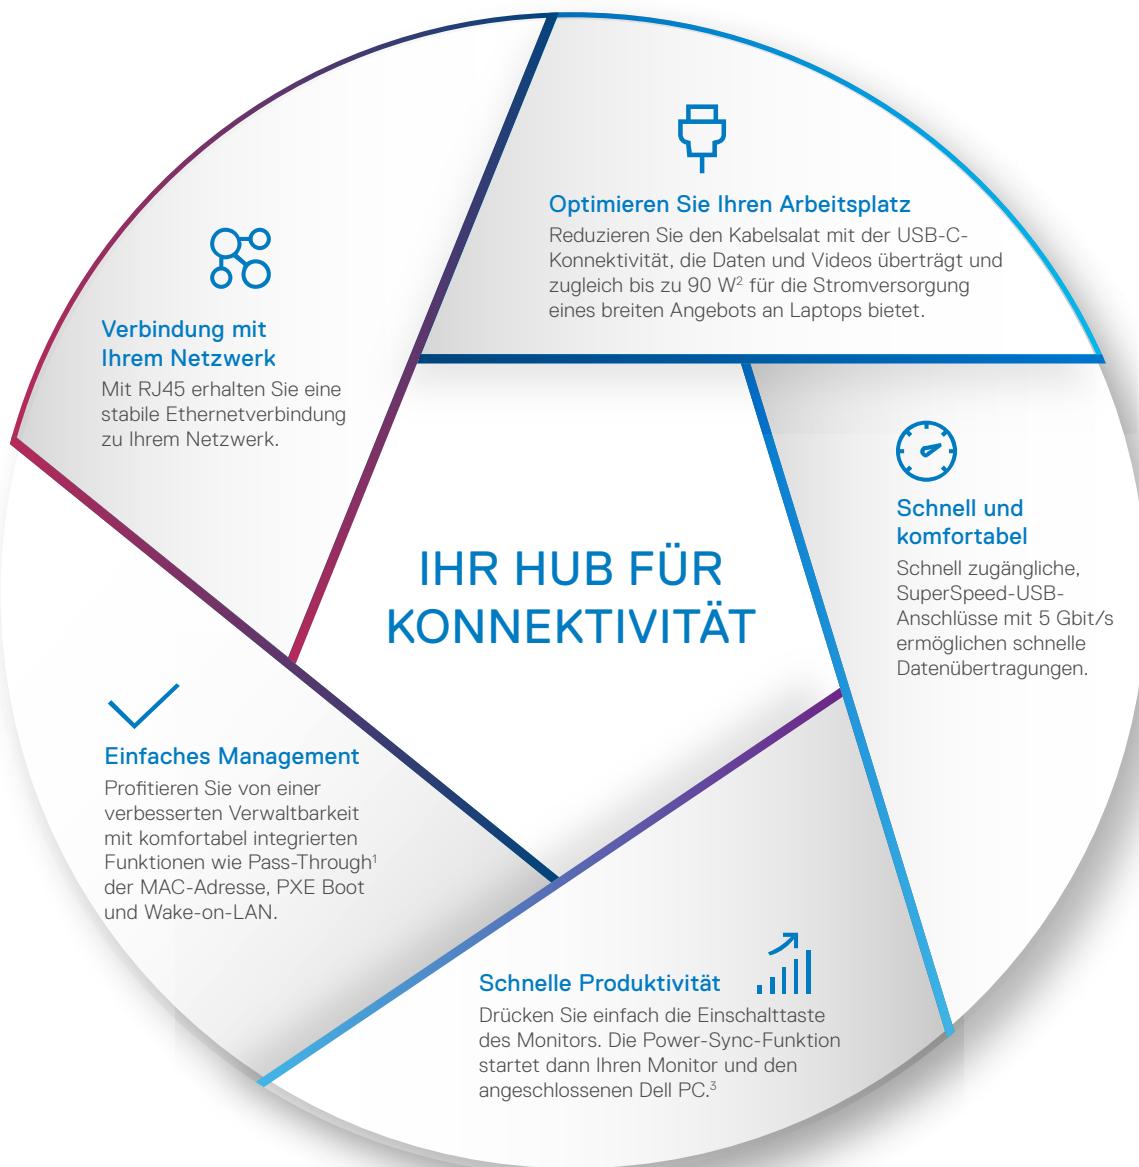 Optimieren Sie Ihren Arbeitsplatz
Reduzieren Sie den Kabelsalat mit der USB-C-
Konnektivität, die Daten und Videos überträgt und
zugleich bis zu 90 W² für die Stromversorgung
eines breiten Angebots an Laptops bietet.
Verbindung mit
Ihrem Netzwerk
Mit RJ45 erhalten Sie eine
stabile Ethernetverbindung
zu Ihrem Netzwerk.
Schnell und
komfortabel
Schnell zugängliche,
SuperSpeed-USB-
Anschlüsse mit 5 Gbit/s
ermöglichen schnelle
Datenübertragungen.
IHR HUB FÜR
KONNEKTIVITÄT
Einfaches Management
Profitieren Sie von einer
verbesserten Verwaltbarkeit
mit komfortabel integrierten
Funktionen wie Pass-Through¹
der MAC-Adresse, PXE Boot
und Wake-on-LAN.
Schnelle Produktivität
Drücken Sie einfach die Einschalttaste
des Monitors. Die Power-Sync-Funktion
startet dann Ihren Monitor und den
angeschlossenen Dell PC.³